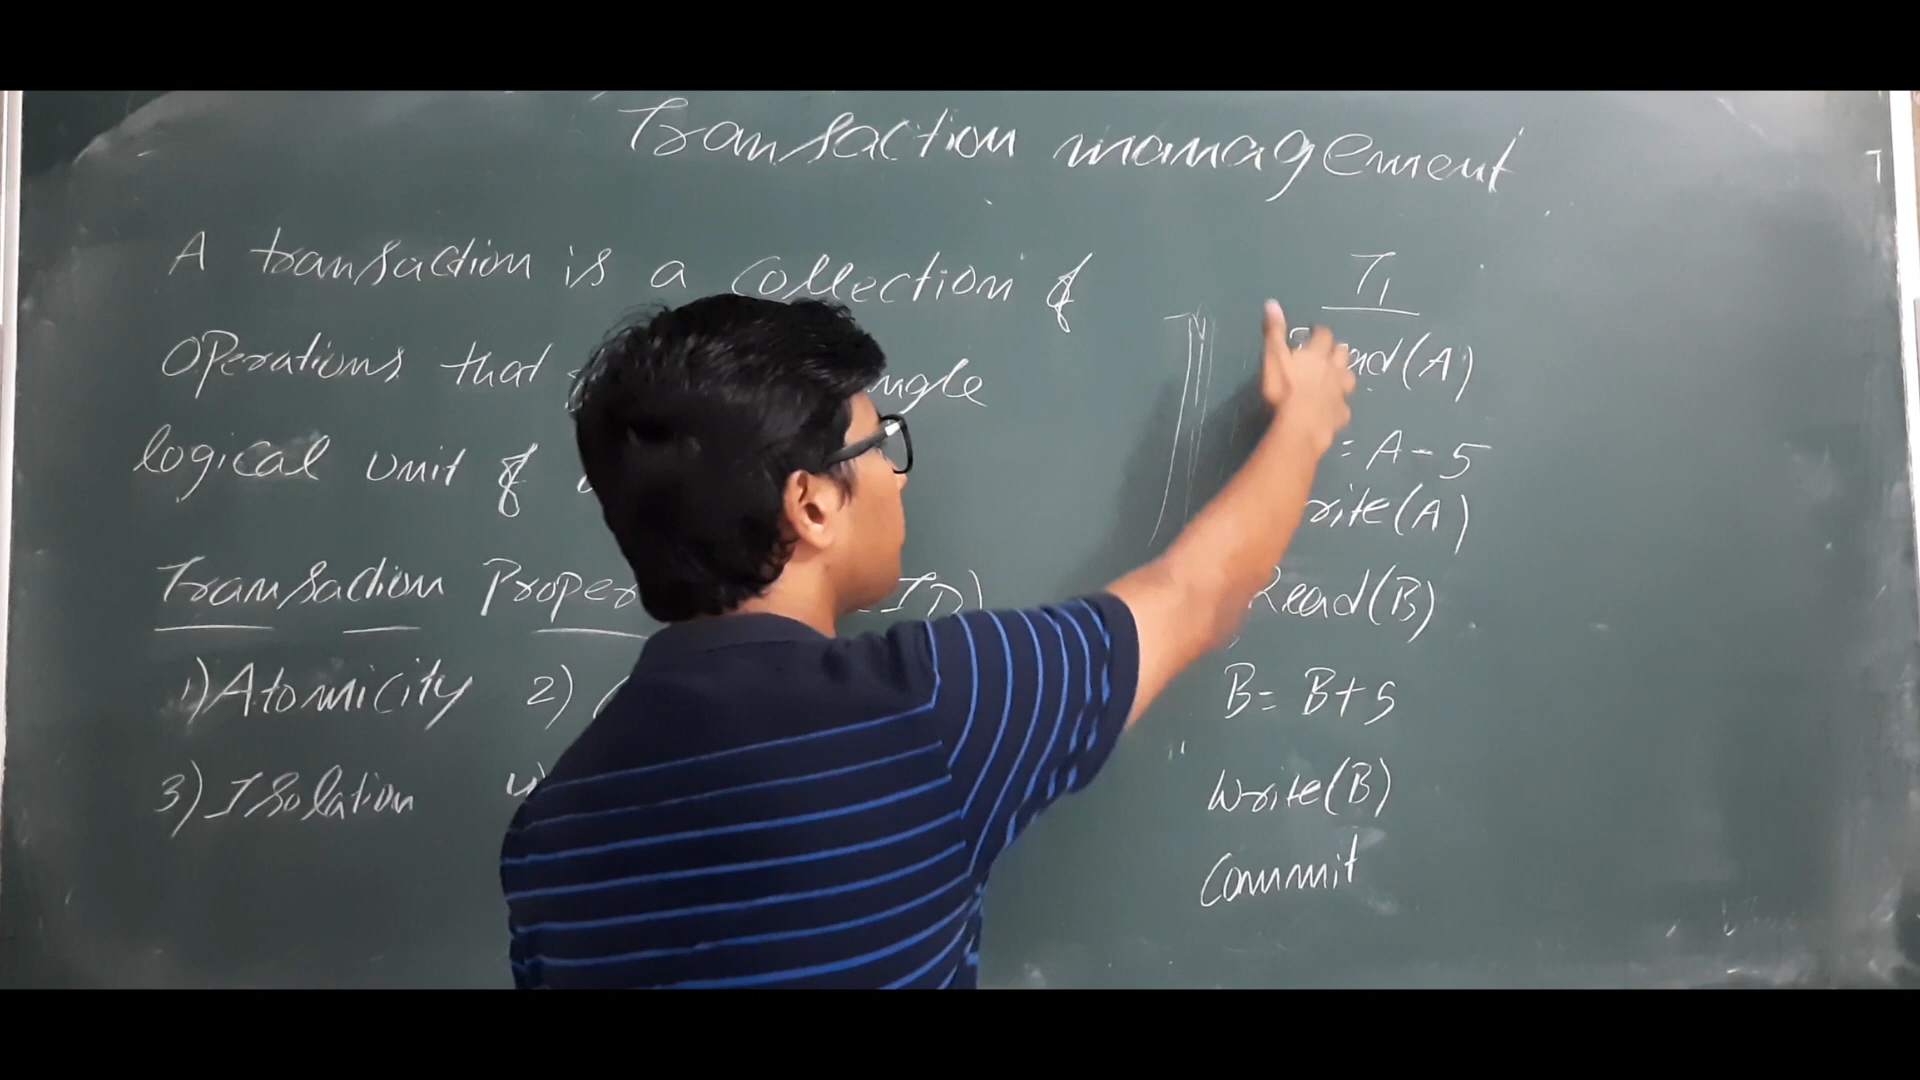 Transaction management
A transaction is a collection of
Operations that
logical unit of
Transaction
1) Atomicity 2)
3) Isolation 4)
T1
(A)
= A - 5
(A)
Read(B)
B = B + 5
Write(B)
Commit